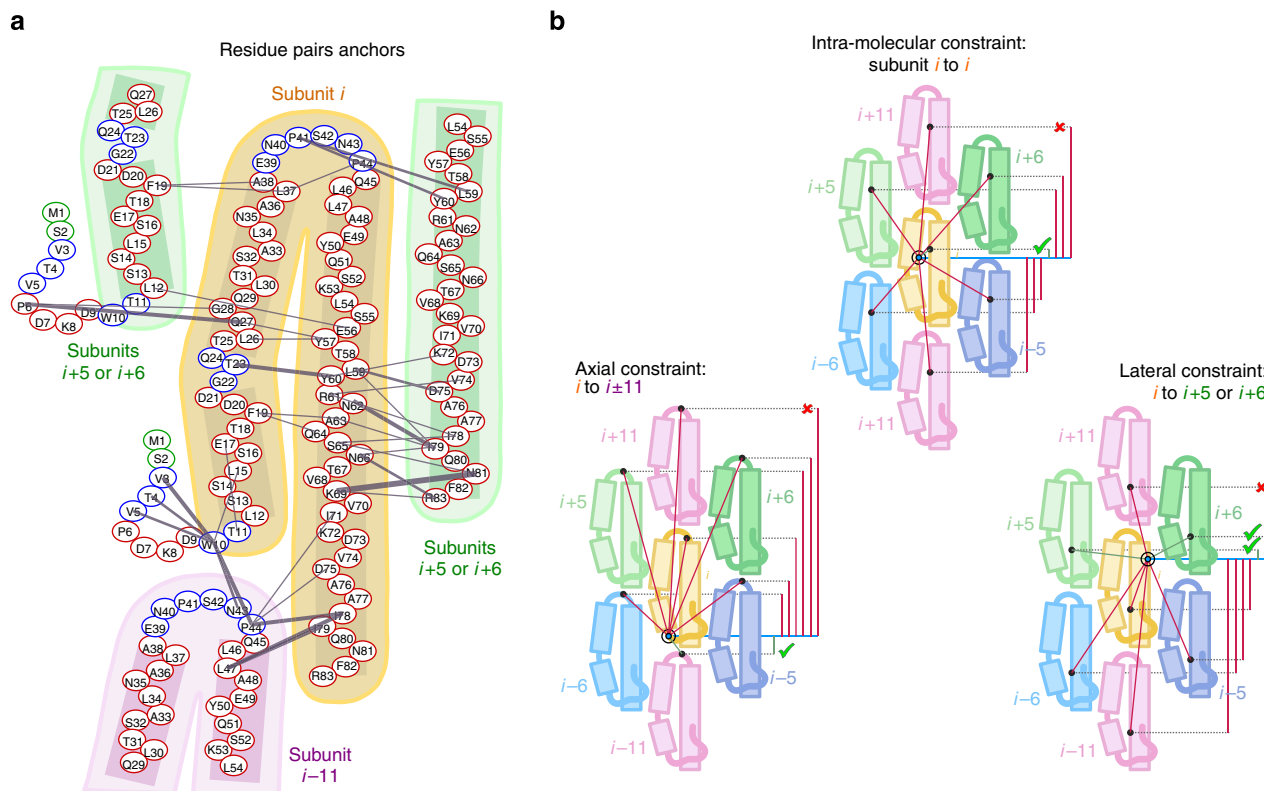 a
Residue pairs anchors
Subunit i
Q27
T25 L26
Q24 T23
G22
D21 D20
F19
T18
E17 S16
L15
S14
S13
L12
T11
M1
S2
V3
T4
V5
P6
D7
K8
D9
W10
Subunits
i+5 or i+6
P41 S42
N40 N43
E39 P44
A38 L37 Q45
A36 L46
N35 L47
L34 A48
A33 E49
S32 Y50
T31 Q51
L30 S52
Q29 K53
G28 L54
Q27 S55
L26 E56
T25 Y57
Q24 T58
T23 L59
G22 Y60
D21 R61
D20 N62
F19 A63
T18 Q64
E17 S65
S16 N66
L15 T67
S14 V68
S13 K69
L12 V70
T11 I71
W10 K72
D9 D73
K8 V74
D7 D75
P6 A76
V5 A77
T4 I78
V3 I79
S2 Q80
M1 N81
F82
R83
L54
S55
E56
Y57
T58
L59
Y60
R61
N62
A63
Q64
S65
N66
T67
V68
K69
V70
I71
K72
D73
V74
D75
A76
A77
I78
I79
Q80
N81
F82
R83
Subunits
i+5 or i+6
P41 S42
N40 N43
E39 P44
A38 Q45
L37 L46
A36 L47
N35 A48
L34 E49
A33 Y50
S32 Q51
T31 S52
L30 K53
Q29 L54
Subunit
i−11
b
Intra-molecular constraint:
subunit i to i
i+11
i+6
i+5
i
i−6
i−5
i+11
Axial constraint:
i to i±11
i+11
i+5
i+6
i
i−6
i−5
i−11
Lateral constraint:
i to i+5 or i+6
i+11
i+6
i+5
i
i−6
i−5
i−11